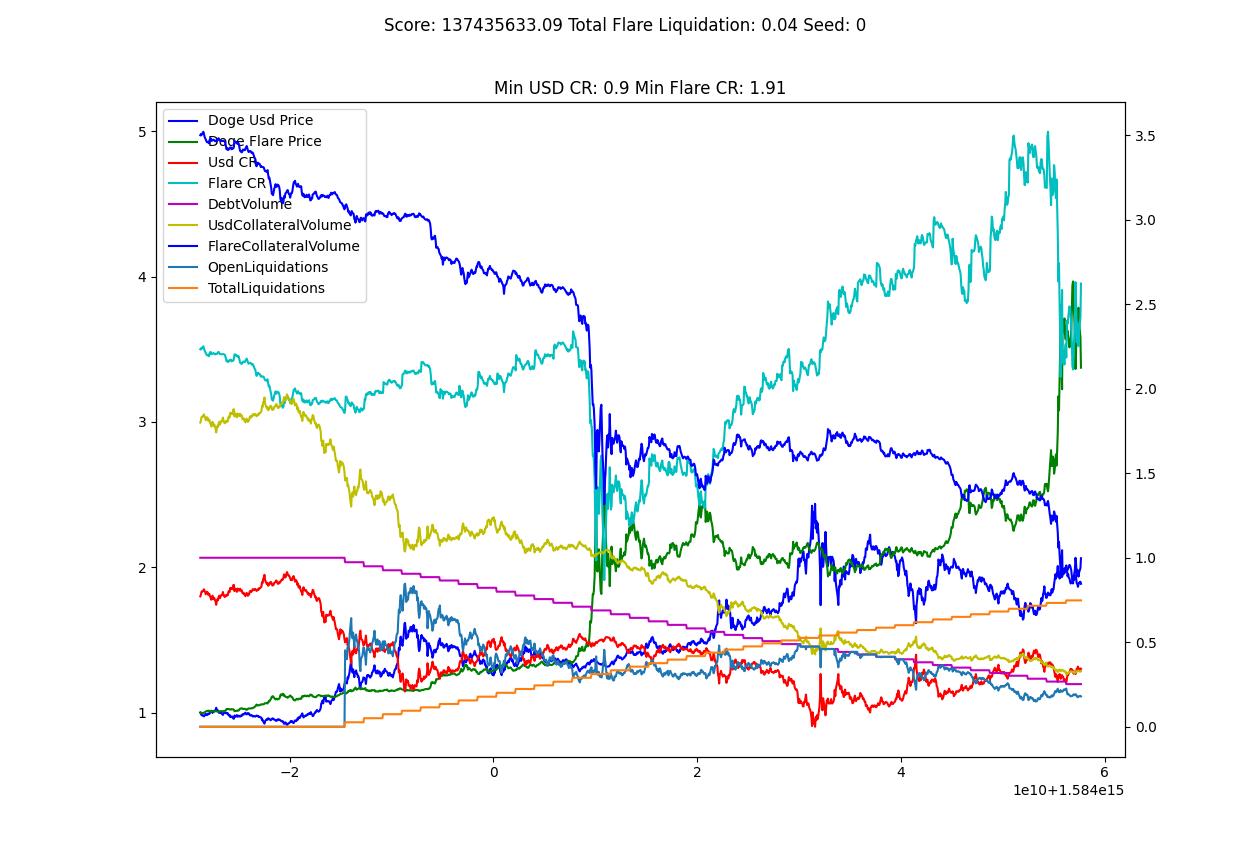 Score: 137435633.09 Total Flare Liquidation: 0.04 Seed: 0
Min USD CR: 0.9 Min Flare CR: 1.91
Doge Usd Price
Doge Flare Price
Usd CR
Flare CR
DebtVolume
UsdCollateralVolume
FlareCollateralVolume
OpenLiquidations
TotalLiquidations
5
4
3
2
1
3.5
3.0
2.5
2.0
1.5
1.0
0.5
0.0
−2 0 2 4 6
1e10+1.584e15